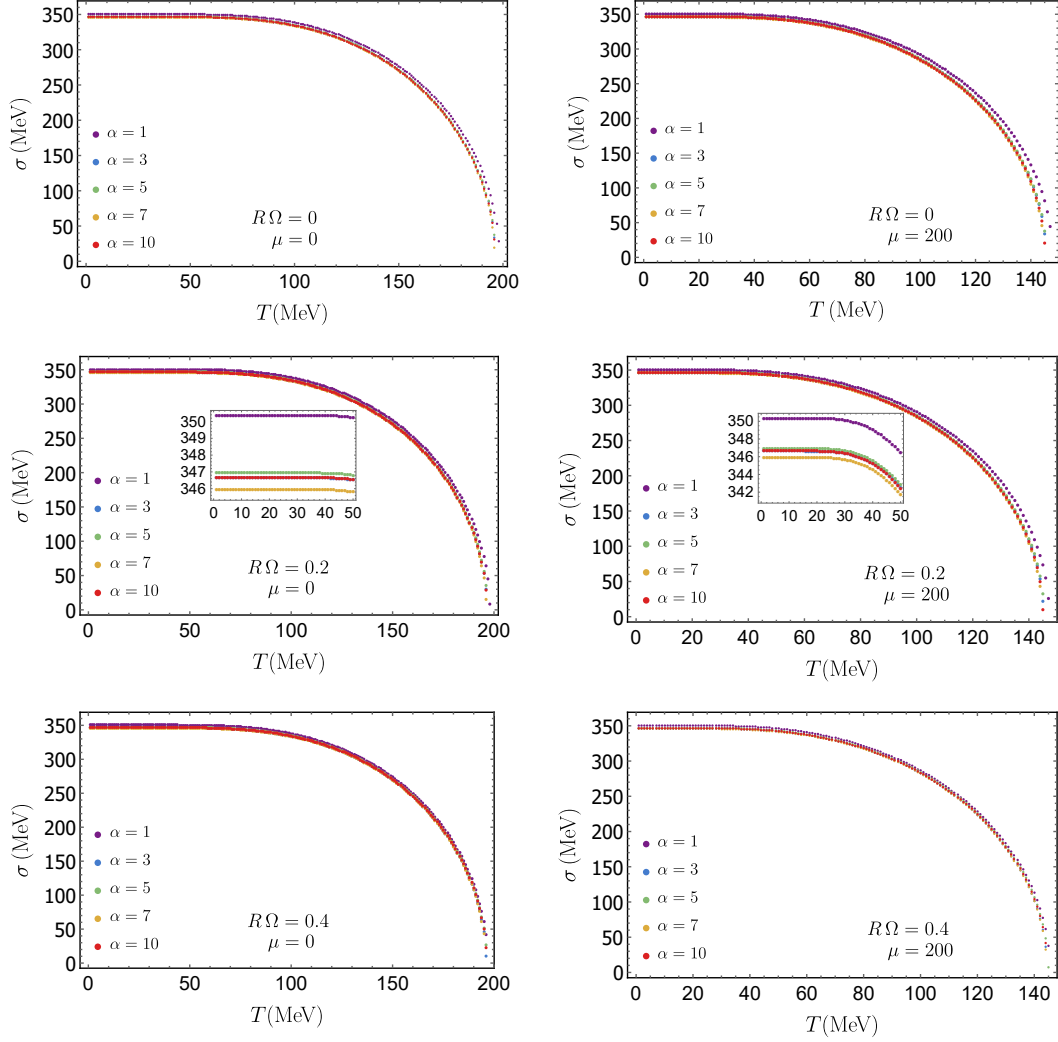 350
300
250
200
150
100
50
0
σ (MeV)
α = 1
α = 3
α = 5
α = 7
α = 10
R Ω = 0
μ = 0
0 50 100 150 200
T(MeV)
350
300
250
200
150
100
50
0
σ (MeV)
α = 1
α = 3
α = 5
α = 7
α = 10
R Ω = 0
μ = 200
0 20 40 60 80 100 120 140
T (MeV)
350
300
250
200
150
100
50
0
σ (MeV)
350
349
348
347
346
0 10 20 30 40 50
α = 1
α = 3
α = 5
α = 7
α = 10
R Ω = 0.2
μ = 0
0 50 100 150 200
T(MeV)
350
300
250
200
150
100
50
0
σ (MeV)
350
348
346
344
342
0 10 20 30 40 50
α = 1
α = 3
α = 5
α = 7
α = 10
R Ω = 0.2
μ = 200
0 20 40 60 80 100 120 140
T (MeV)
350
300
250
200
150
100
50
0
σ (MeV)
α = 1
α = 3
α = 5
α = 7
α = 10
R Ω = 0.4
μ = 0
0 50 100 150 200
T(MeV)
350
300
250
200
150
100
50
0
σ (MeV)
α = 1
α = 3
α = 5
α = 7
α = 10
R Ω = 0.4
μ = 200
0 20 40 60 80 100 120 140
T (MeV)